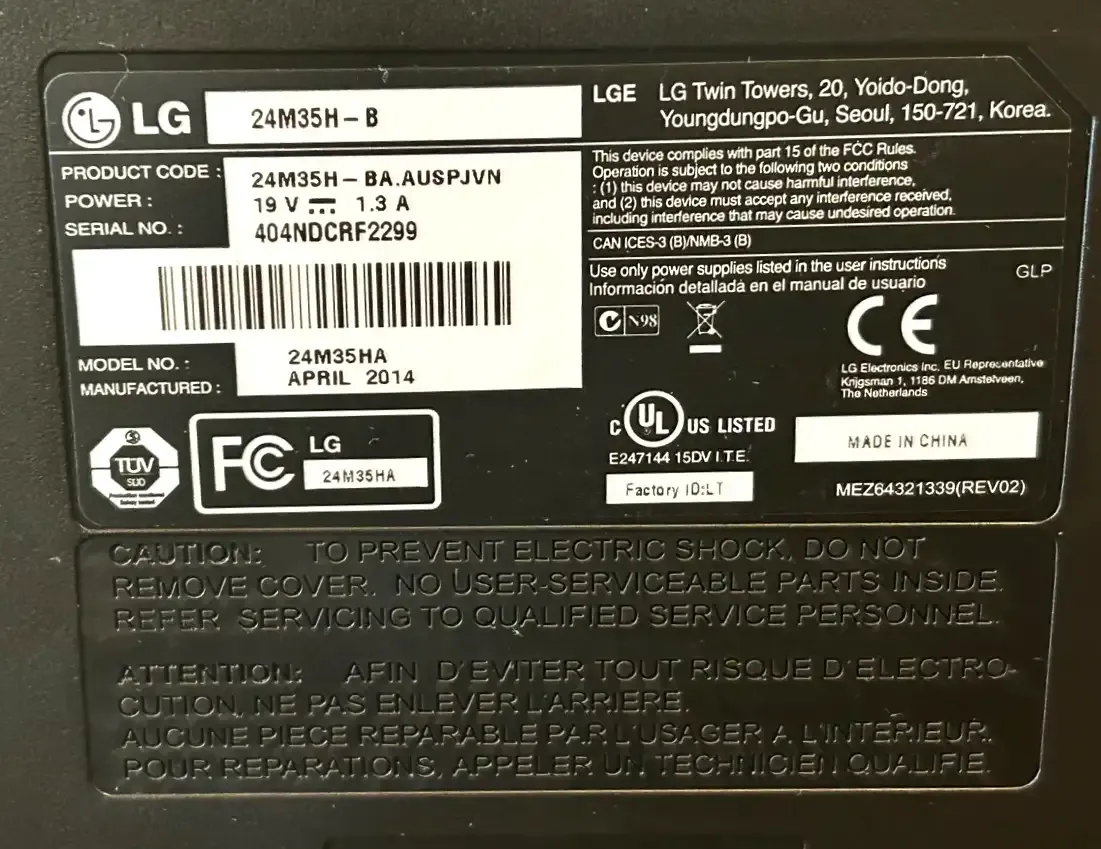 LG 24M35H-B
PRODUCT CODE : 24M35H-BA.AUSPJVN
POWER : 19 V ⎓ 1.3 A
SERIAL NO. : 404NDCRF2299
MODEL NO. : 24M35HA
MANUFACTURED : APRIL 2014
TÜV
SÜD
Production monitored
Safety tested
FC LG
24M35HA
LGE LG Twin Towers, 20, Yoido-Dong,
Youngdungpo-Gu, Seoul, 150-721, Korea.
This device complies with part 15 of the FCC Rules.
Operation is subject to the following two conditions
: (1) this device may not cause harmful interference,
and (2) this device must accept any interference received,
including interference that may cause undesired operation.
CAN ICES-3 (B)/NMB-3 (B)
Use only power supplies listed in the user instructions
Información detallada en el manual de usuario
GLP
N98
CE
LG Electronics Inc. EU Representative
Krijgsman 1, 1186 DM Amstelveen,
The Netherlands
C UL US LISTED
E247144 15DV I.T.E.
MADE IN CHINA
Factory ID:LT
MEZ64321339(REV02)
CAUTION: TO PREVENT ELECTRIC SHOCK, DO NOT
REMOVE COVER. NO USER-SERVICEABLE PARTS INSIDE.
REFER SERVICING TO QUALIFIED SERVICE PERSONNEL.
ATTENTION: AFIN D'EVITER TOUT RISQUE D'ELECTRO-
CUTION, NE PAS ENLEVER L'ARRIERE.
AUCUNE PIECE REPARABLE PAR L'USAGER A L'INTERIEUR.
POUR REPARATIONS, APPELER UN TECHNICIEN QUALIFIE.